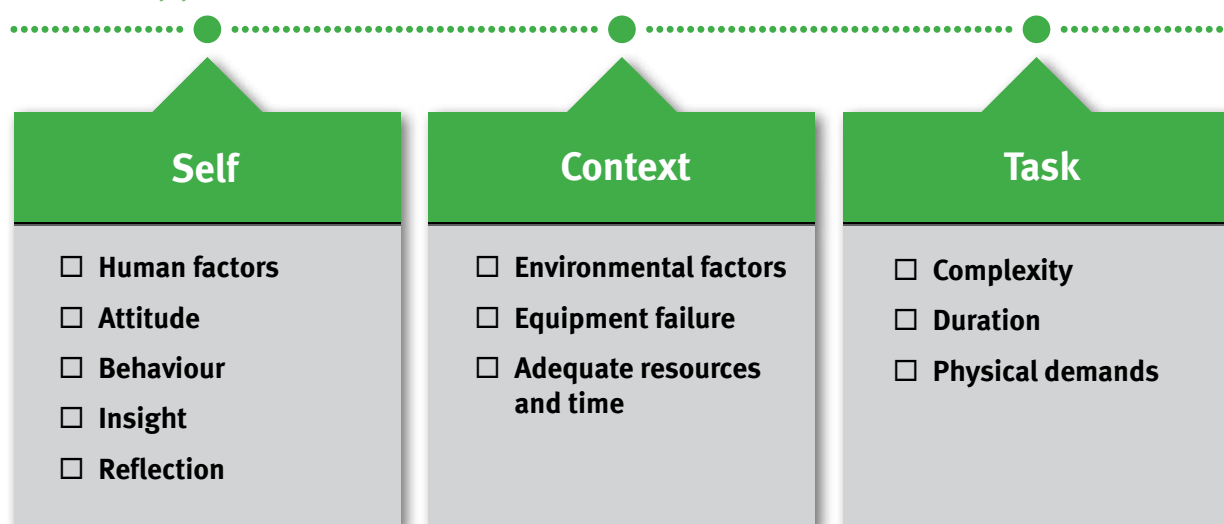 Self
Human factors
Attitude
Behaviour
Insight
Reflection
Context
Environmental factors
Equipment failure
Adequate resources
and time
Task
Complexity
Duration
Physical demands